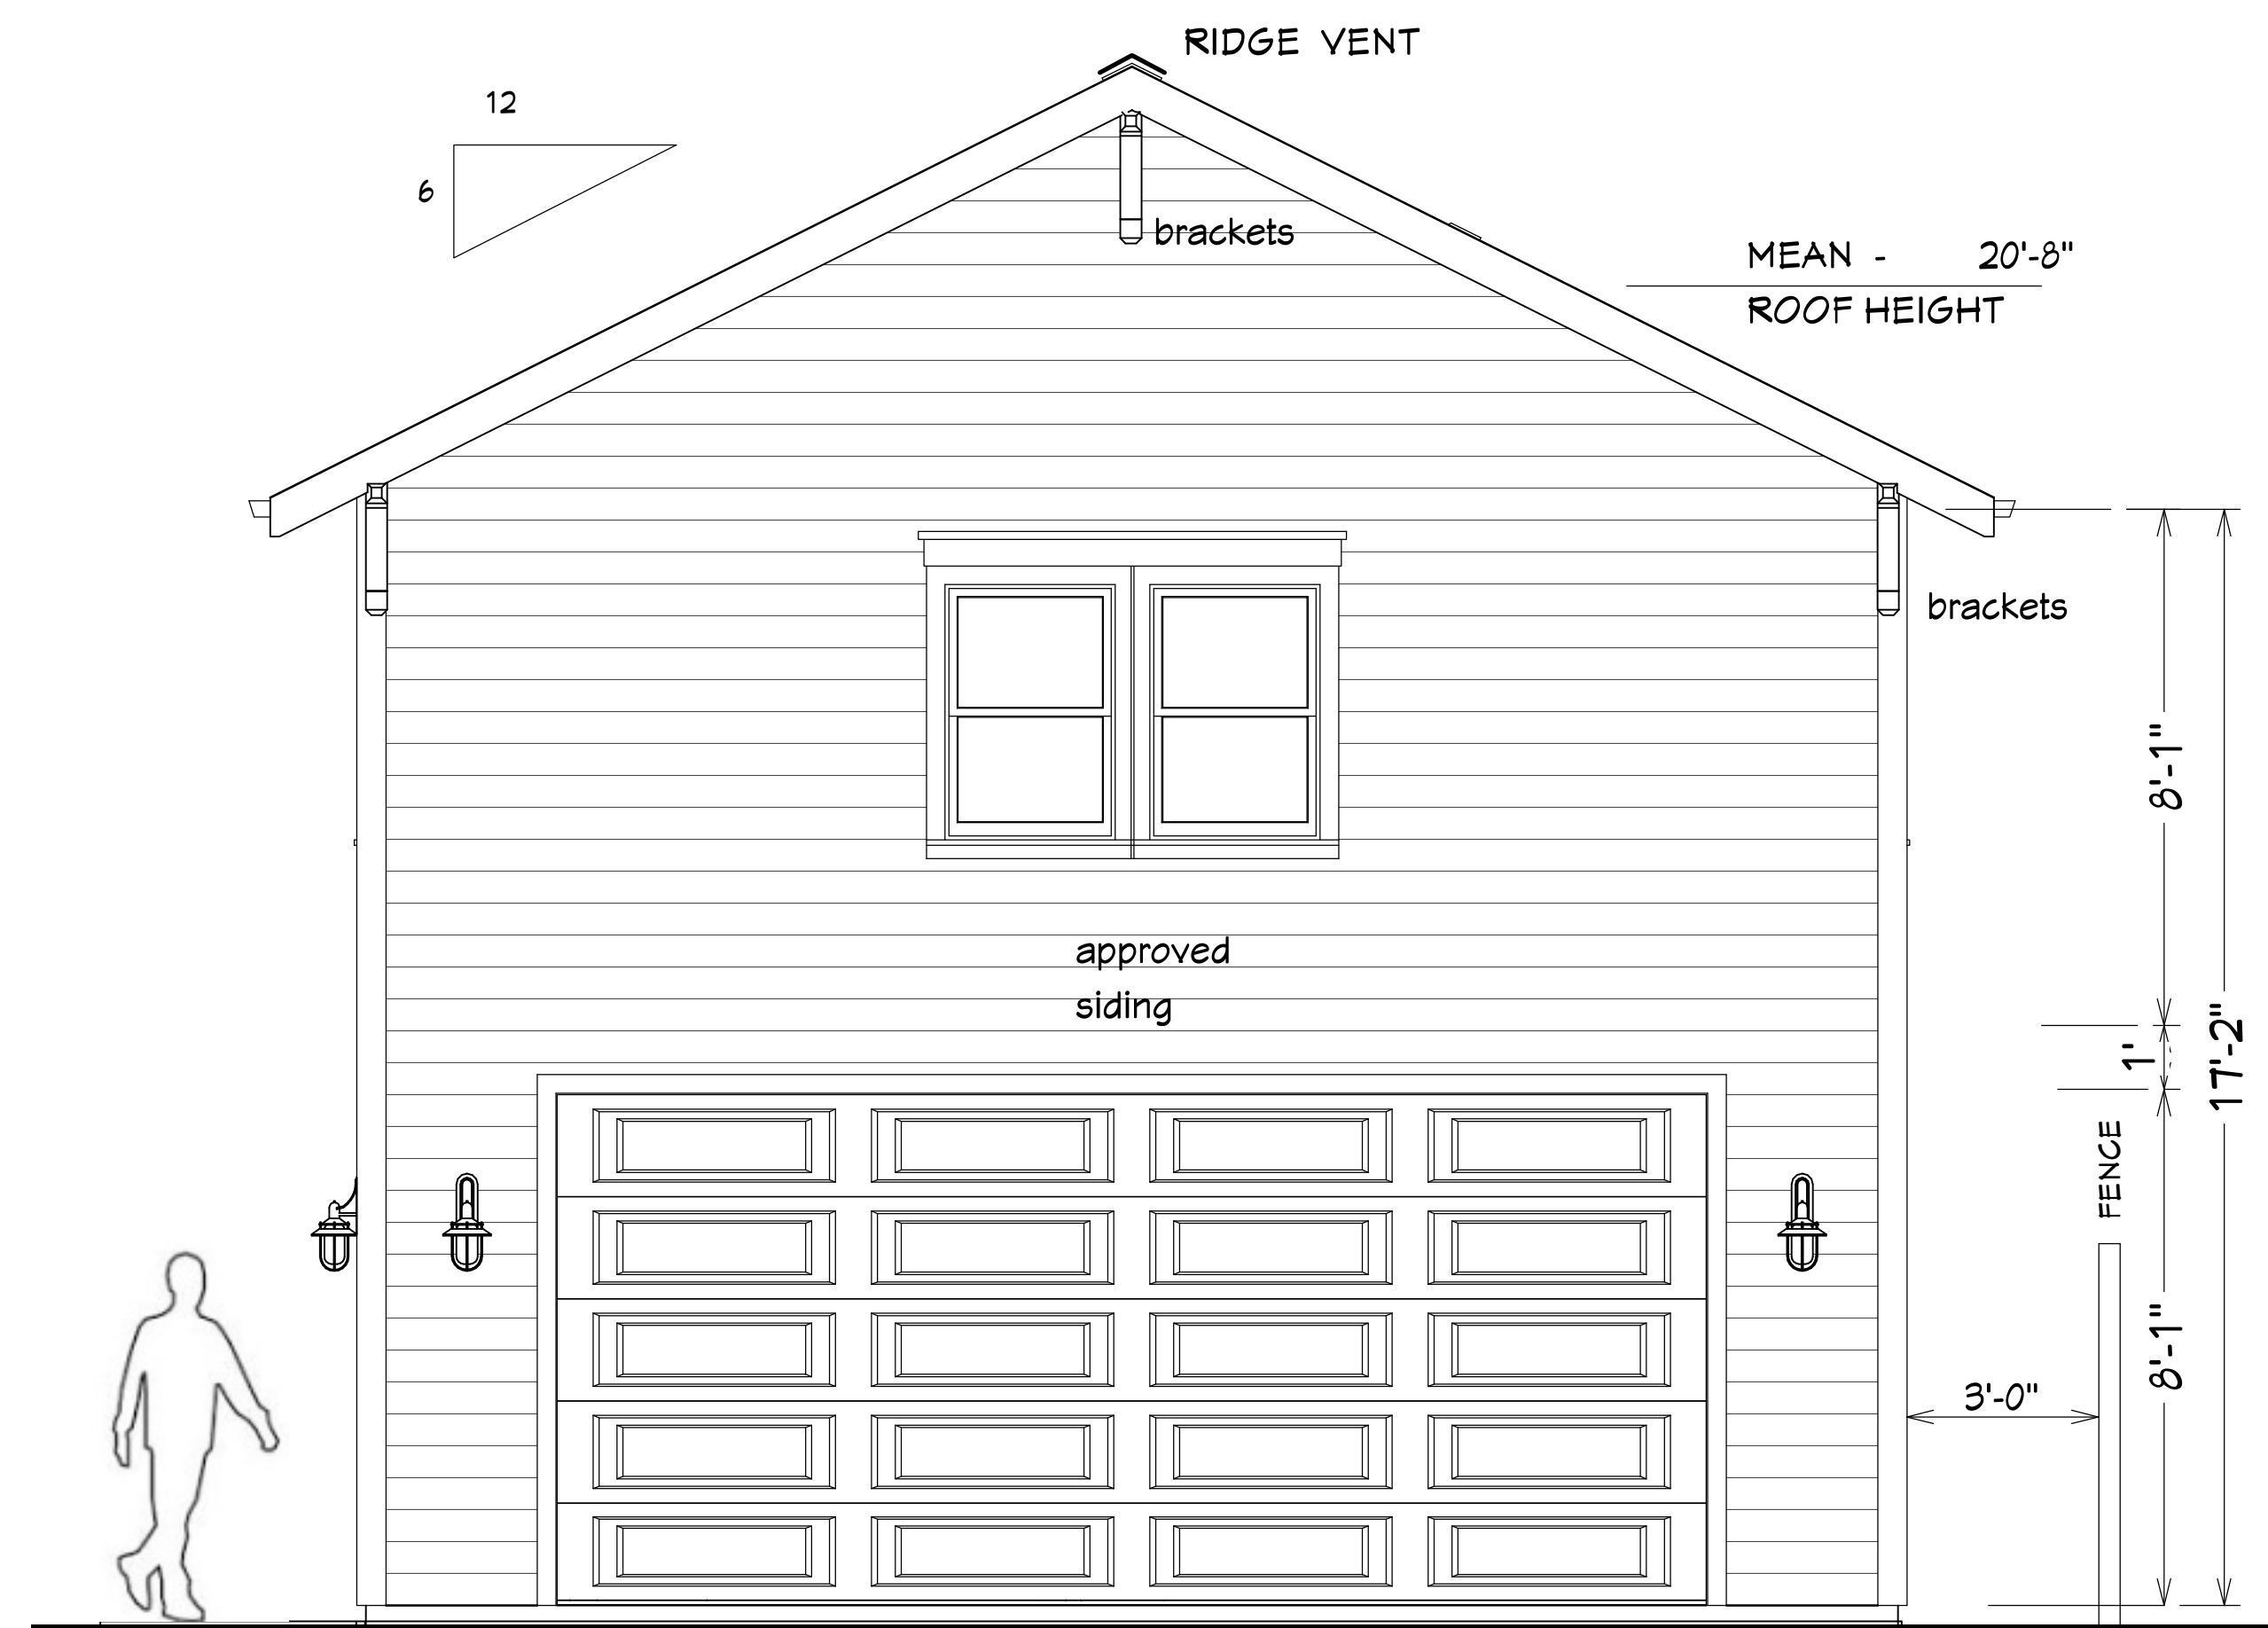 RIDGE VENT
12
6
brackets
MEAN - 20'-8"
ROOF HEIGHT
brackets
8'-1"
approved
siding
1'
17'-2"
FENCE
8'-1"
3'-0"